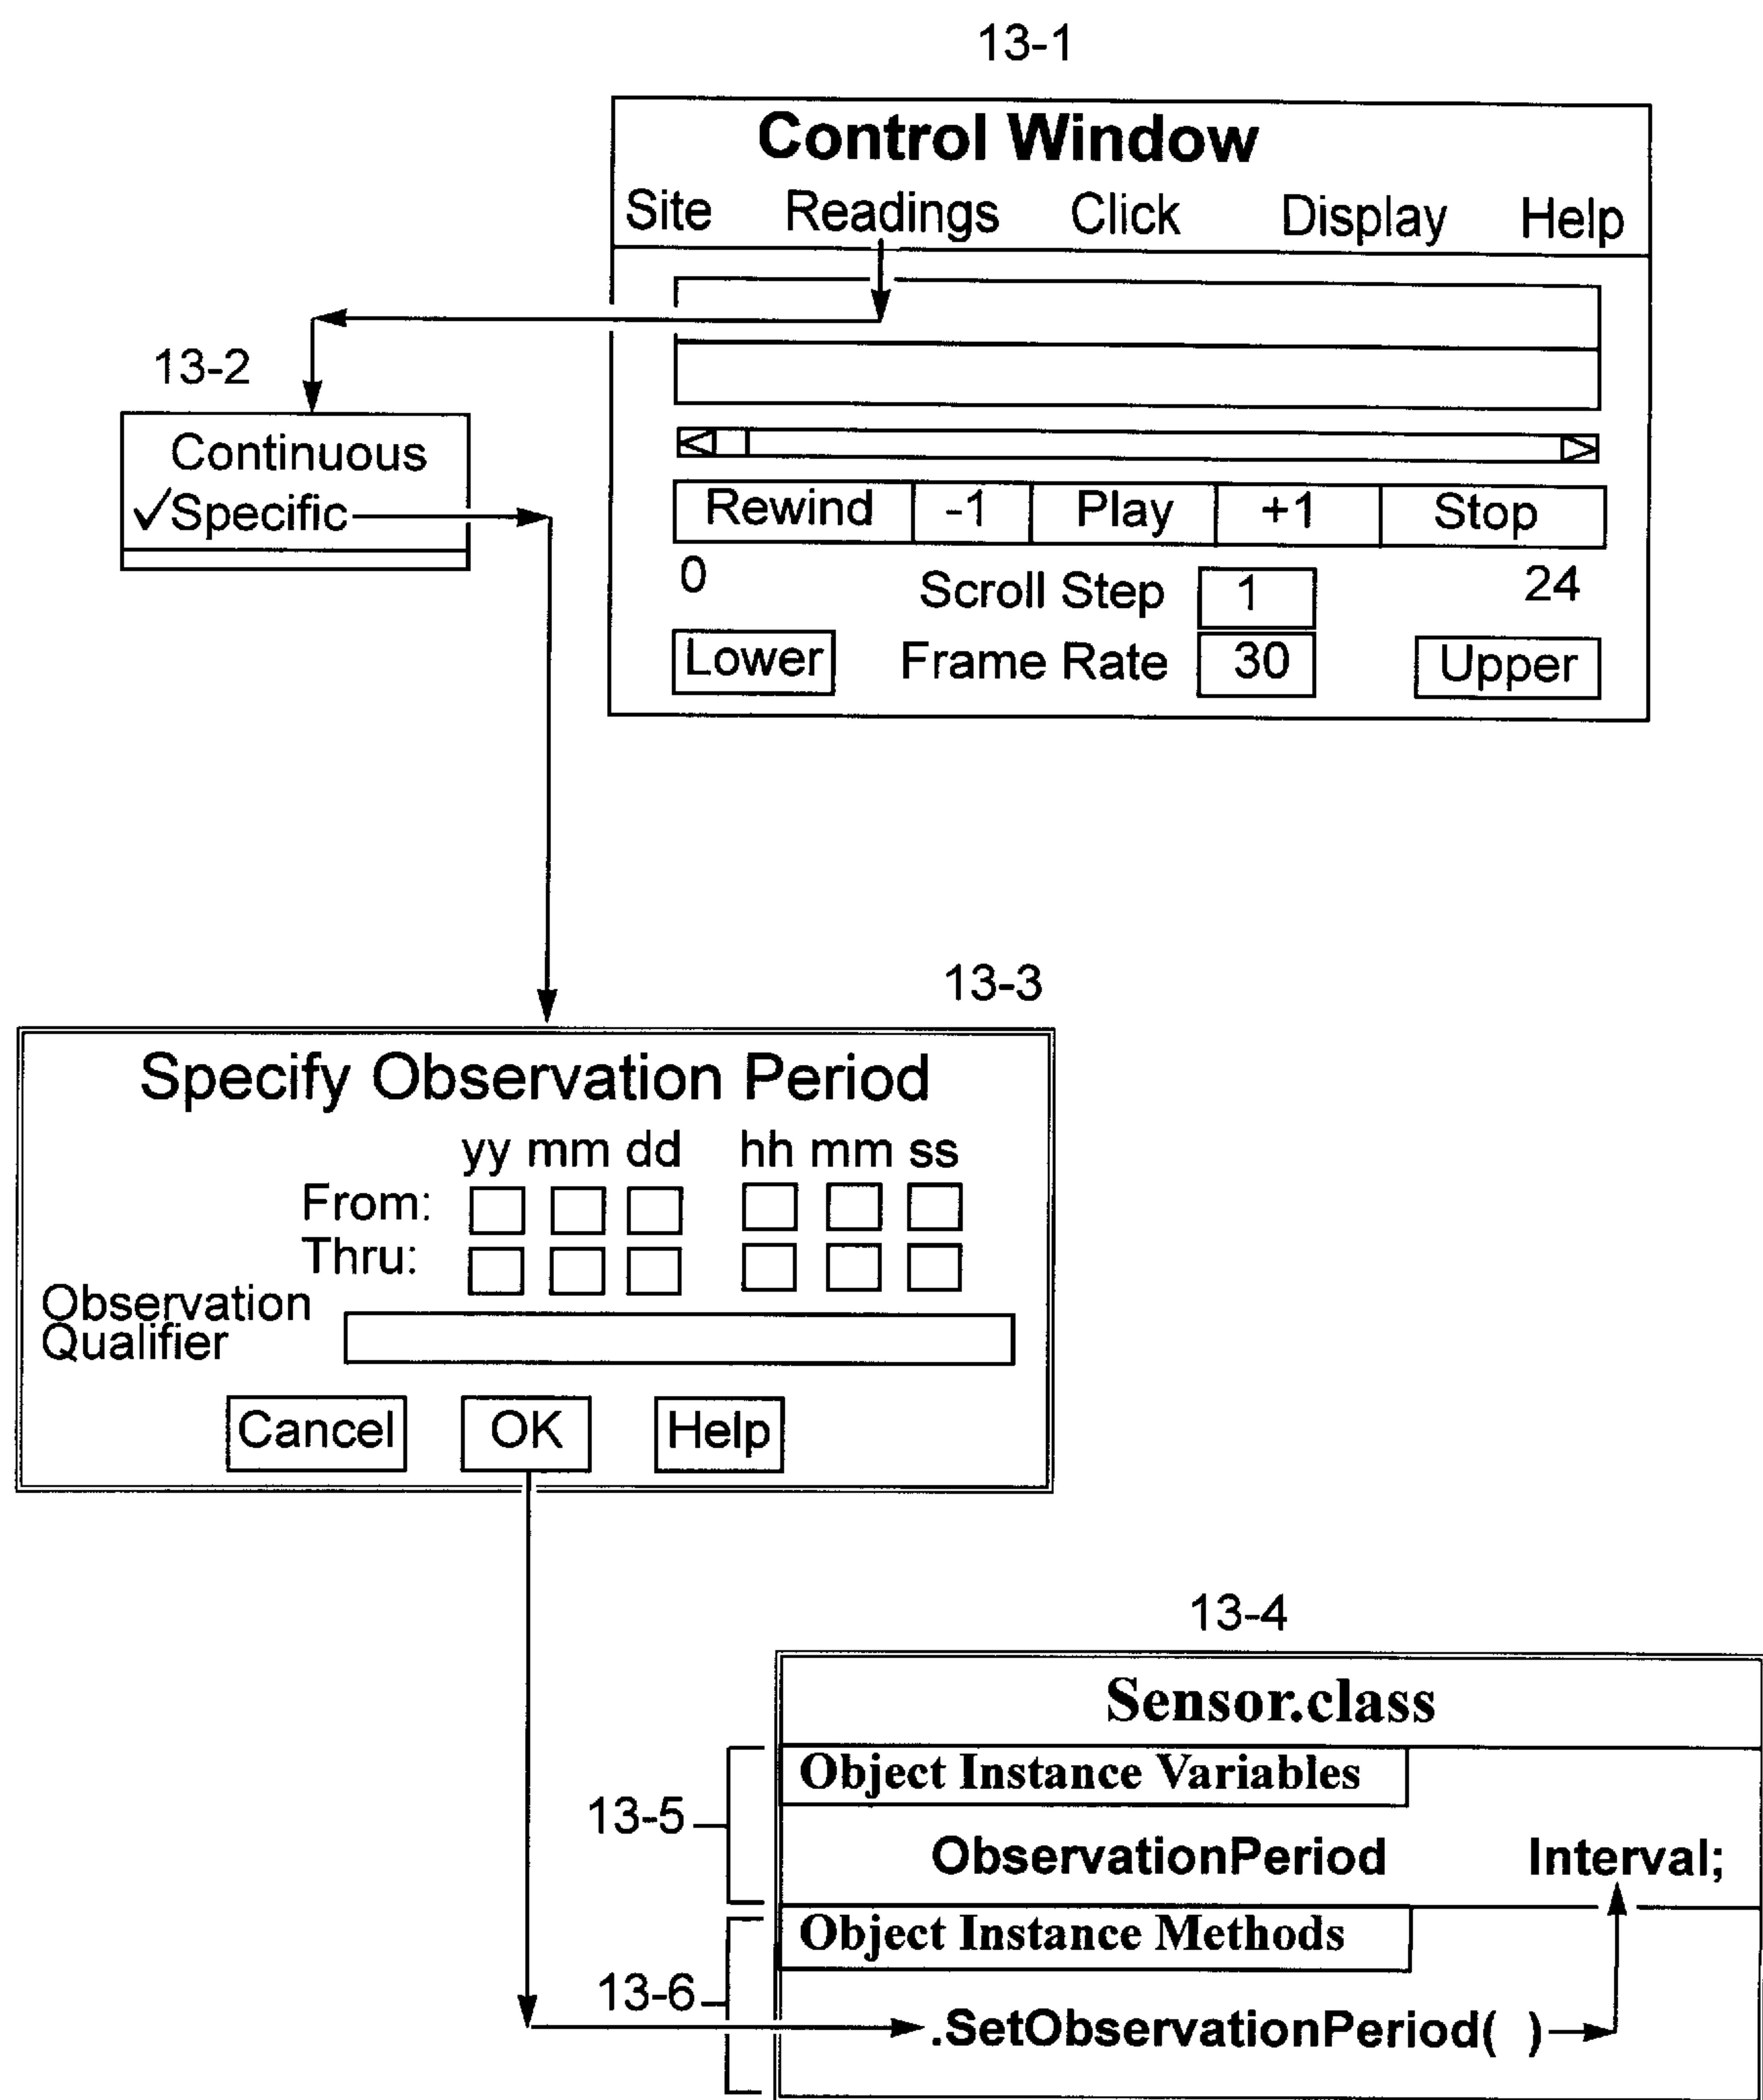 13-1
Control Window
Site Readings Click Display Help
13-2
Continuous
✓Specific
Rewind -1 Play +1 Stop
0 24
Scroll Step 1
Lower Frame Rate 30 Upper
13-3
Specify Observation Period
yy mm dd hh mm ss
From:
Thru:
Observation
Qualifier
Cancel OK Help
13-4
Sensor.class
Object Instance Variables
13-5
ObservationPeriod Interval;
Object Instance Methods
13-6
.SetObservationPeriod( )